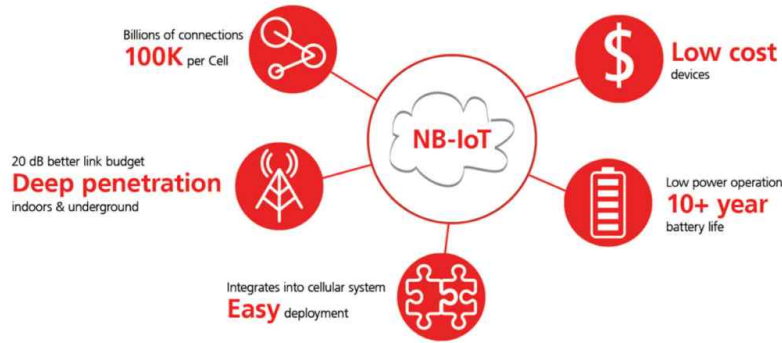 Billions of connections
100K per Cell
$
Low cost
devices
NB-IoT
20 dB better link budget
Deep penetration
indoors & underground
Low power operation
10+ year
battery life
Integrates into cellular system
Easy deployment